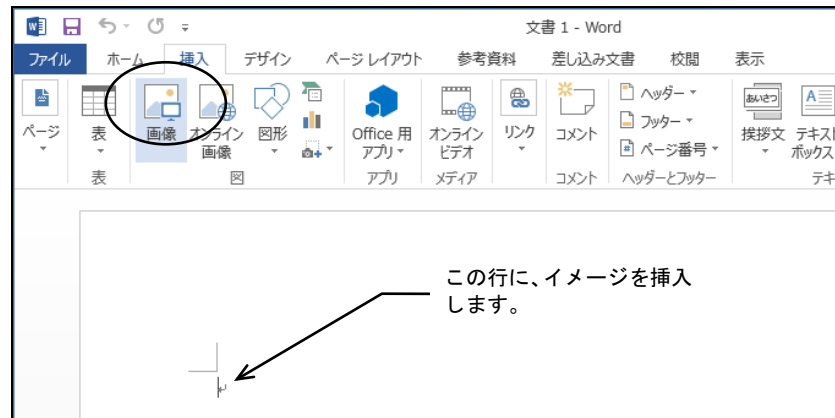 文書 1 - Word
ファイル ホーム 挿入 デザイン ページ レイアウト 参考資料 差し込み文書 校閲 表示
ページ
表
画像
オンライン
画像
図形
Office 用
アプリ
オンライン
ビデオ
リンク
コメント
ヘッダー
フッター
ページ番号
あいさつ
挨拶文
A
テキスト
ボックス
表 図 アプリ メディア コメント ヘッダーとフッター テキ
この行に、イメージを挿入
します。